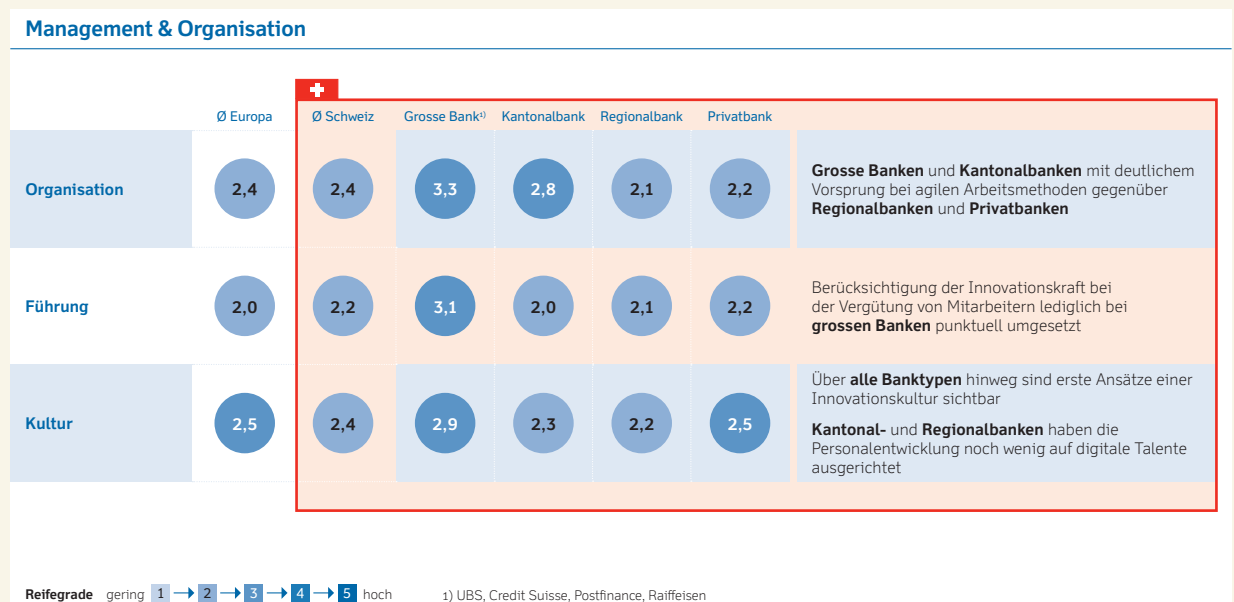 Management & Organisation
Ø Europa
Ø Schweiz
Grosse Bank¹⁾
Kantonalbank
Regionalbank
Privatbank
Organisation
2,4
2,4
3,3
2,8
2,1
2,2
Grosse Banken und Kantonalbanken mit deutlichem
Vorsprung bei agilen Arbeitsmethoden gegenüber
Regionalbanken und Privatbanken
Führung
2,0
2,2
3,1
2,0
2,1
2,2
Berücksichtigung der Innovationskraft bei
der Vergütung von Mitarbeitern lediglich bei
grossen Banken punktuell umgesetzt
Kultur
2,5
2,4
2,9
2,3
2,2
2,5
Über alle Banktypen hinweg sind erste Ansätze einer
Innovationskultur sichtbar
Kantonal- und Regionalbanken haben die
Personalentwicklung noch wenig auf digitale Talente
ausgerichtet
Reifegrade gering 1 → 2 → 3 → 4 → 5 hoch
1) UBS, Credit Suisse, Postfinance, Raiffeisen